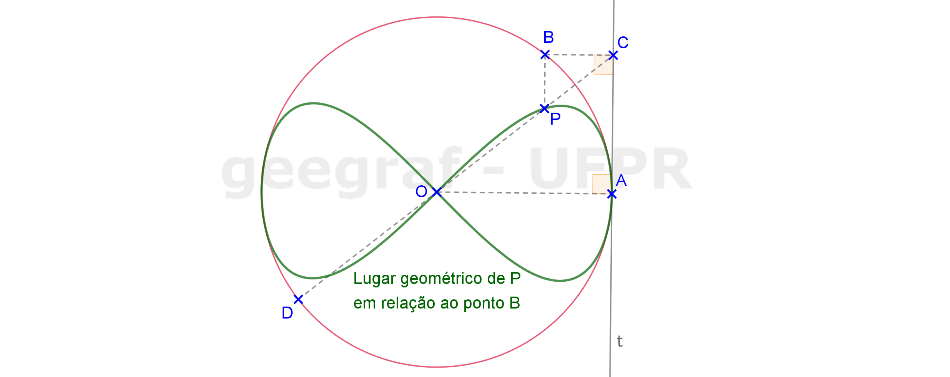 B
C
P
geegraf - UFPR
A
O
Lugar geométrico de P
em relação ao ponto B
D
t